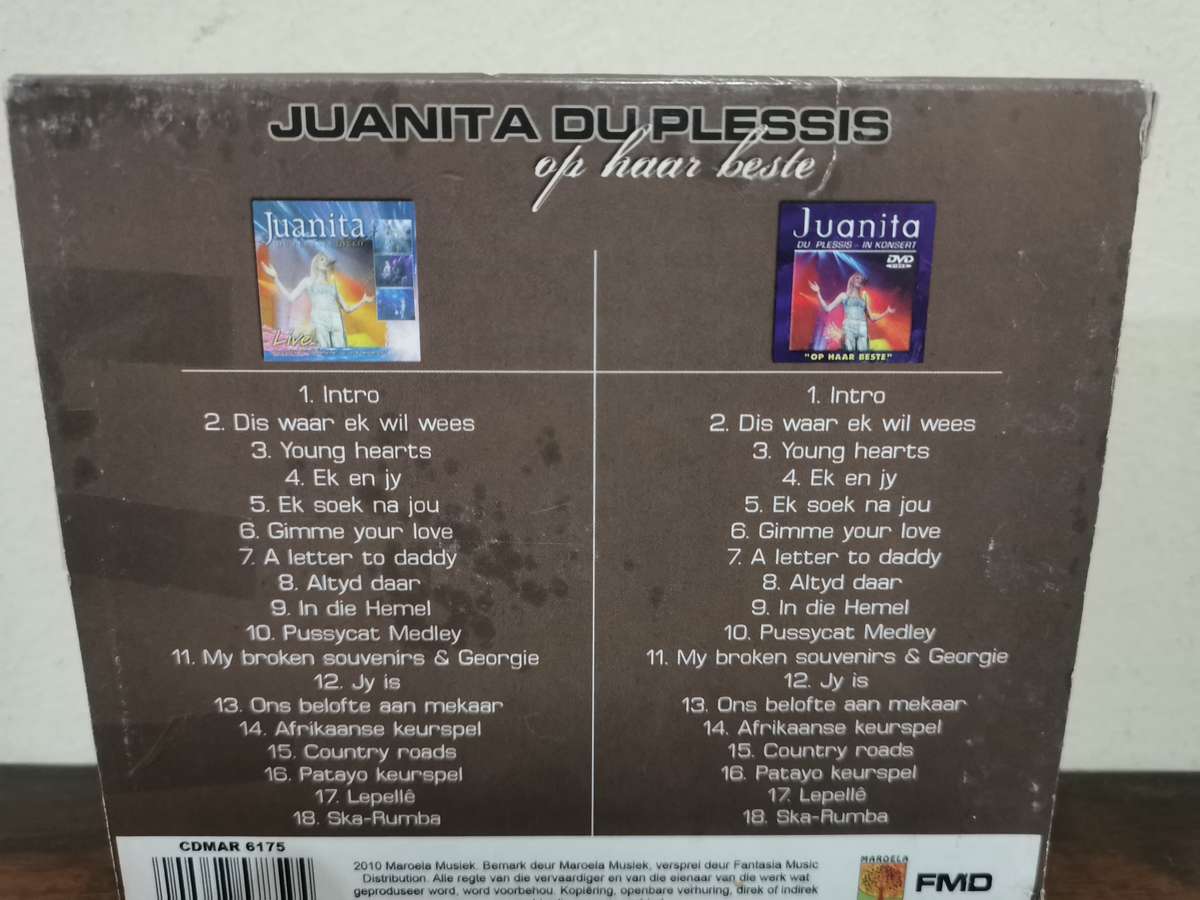 JUANITA DU PLESSIS
op haar beste
Juanita
Live
1. Intro
2. Dis waar ek wil wees
3. Young hearts
4. Ek en jy
5. Ek soek na jou
6. Gimme your love
7. A letter to daddy
8. Altyd daar
9. In die Hemel
10. Pussycat Medley
11. My broken souvenirs & Georgie
12. Jy is
13. Ons belofte aan mekaar
14. Afrikaanse keurspel
15. Country roads
16. Patayo keurspel
17. Lepellê
18. Ska-Rumba
Juanita
DU PLESSIS - IN KONSERT
DVD
VIDEO
"OP HAAR BESTE"
1. Intro
2. Dis waar ek wil wees
3. Young hearts
4. Ek en jy
5. Ek soek na jou
6. Gimme your love
7. A letter to daddy
8. Altyd daar
9. In die Hemel
10. Pussycat Medley
11. My broken souvenirs & Georgie
12. Jy is
13. Ons belofte aan mekaar
14. Afrikaanse keurspel
15. Country roads
16. Patayo keurspel
17. Lepellê
18. Ska-Rumba
CDMAR 6175
2010 Maroela Musiek. Bemark deur Maroela Musiek, versprei deur Fantasia Music
Distribution. Alle regte van die vervaardiger en van die eienaar van die werk wat
geproduseer word, word voorbehou. Kopiëring, openbare verhuring, direk of indirek
MAROELA
FMD